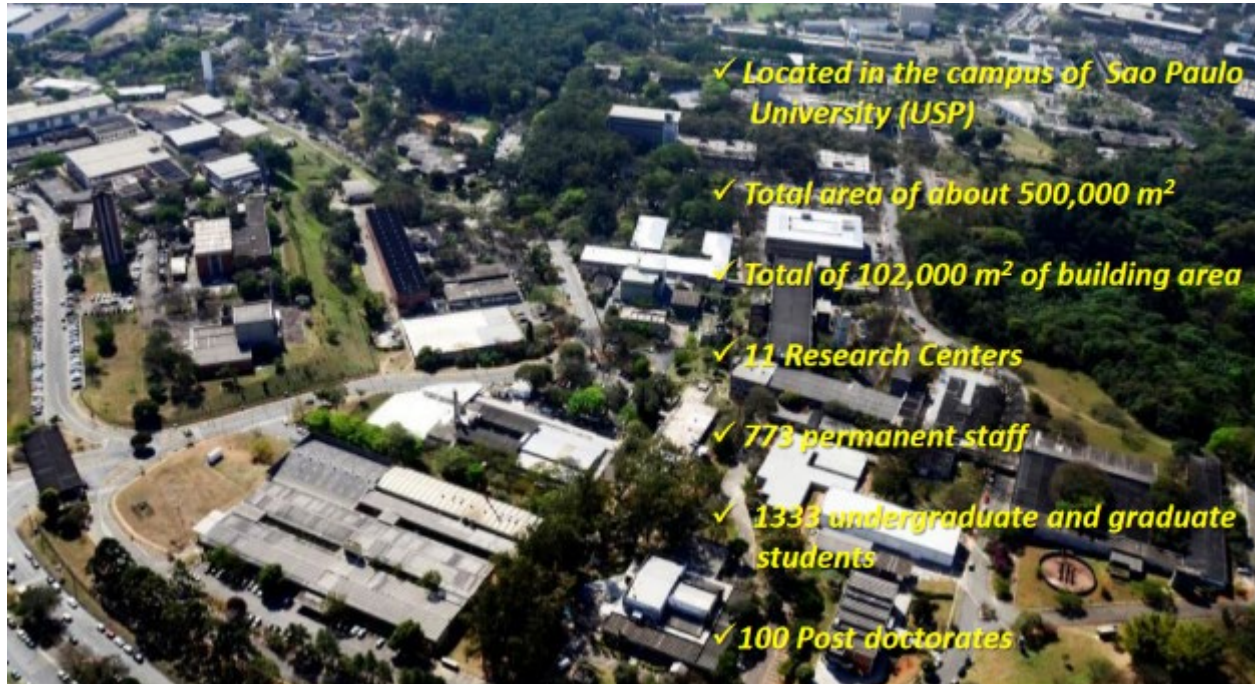 ✓ Located in the campus of Sao Paulo
University (USP)
✓ Total area of about 500,000 m²
✓ Total of 102,000 m² of building area
✓ 11 Research Centers
✓ 773 permanent staff
✓ 1333 undergraduate and graduate
students
✓ 100 Post doctorates